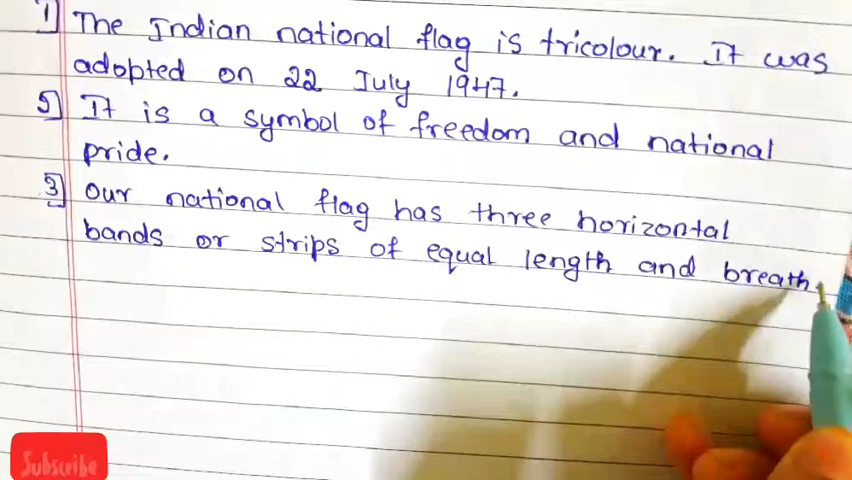 1] The Indian national flag is tricolour. It was
adopted on 22 July 1947.
5] It is a symbol of freedom and national
pride.
3] Our national flag has three horizontal
bands or strips of equal length and breath.
Subscribe